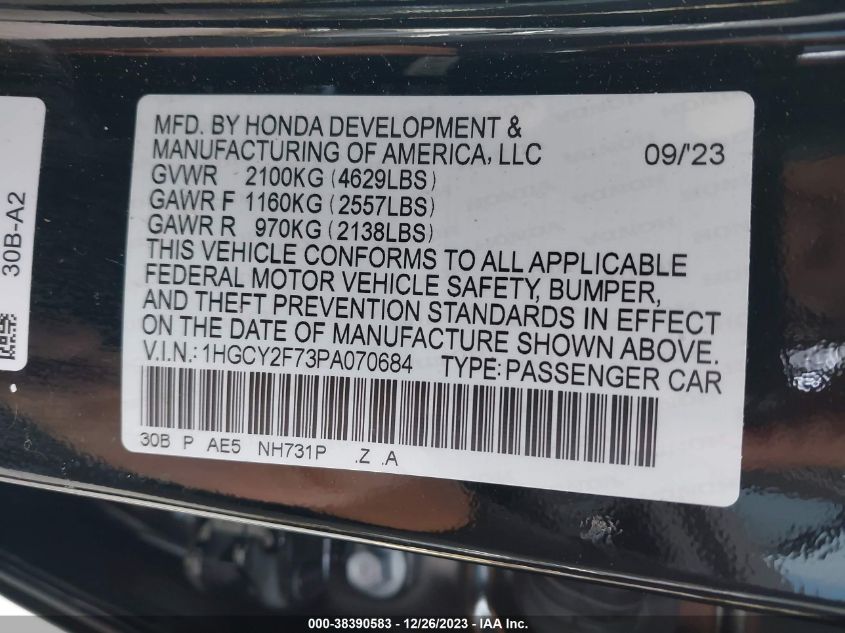 30B-A2
MFD. BY HONDA DEVELOPMENT &
MANUFACTURING OF AMERICA, LLC 09/'23
GVWR 2100KG (4629LBS)
GAWR F 1160KG (2557LBS)
GAWR R 970KG (2138LBS)
THIS VEHICLE CONFORMS TO ALL APPLICABLE
FEDERAL MOTOR VEHICLE SAFETY, BUMPER,
AND THEFT PREVENTION STANDARDS IN EFFECT
ON THE DATE OF MANUFACTURE SHOWN ABOVE.
V.I.N.: 1HGCY2F73PA070684 TYPE: PASSENGER CAR
30B P AE5 NH731P .Z .A
000-38390583 - 12/26/2023 - IAA Inc.